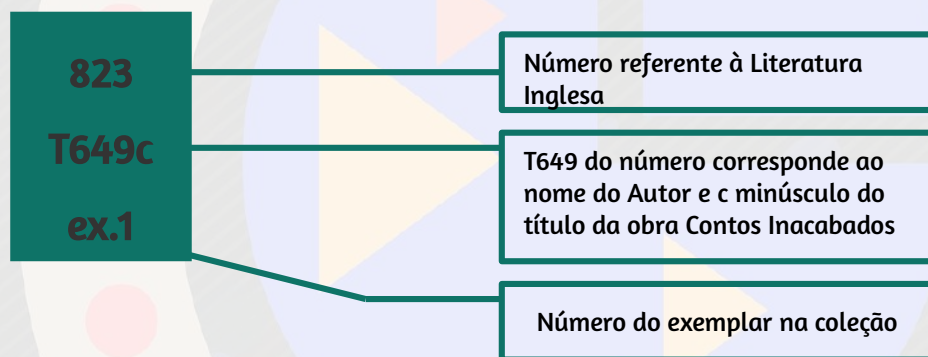 823
T649c
ex.1
Número referente à Literatura
Inglesa
T649 do número corresponde ao
nome do Autor e c minúsculo do
título da obra Contos Inacabados
Número do exemplar na coleção